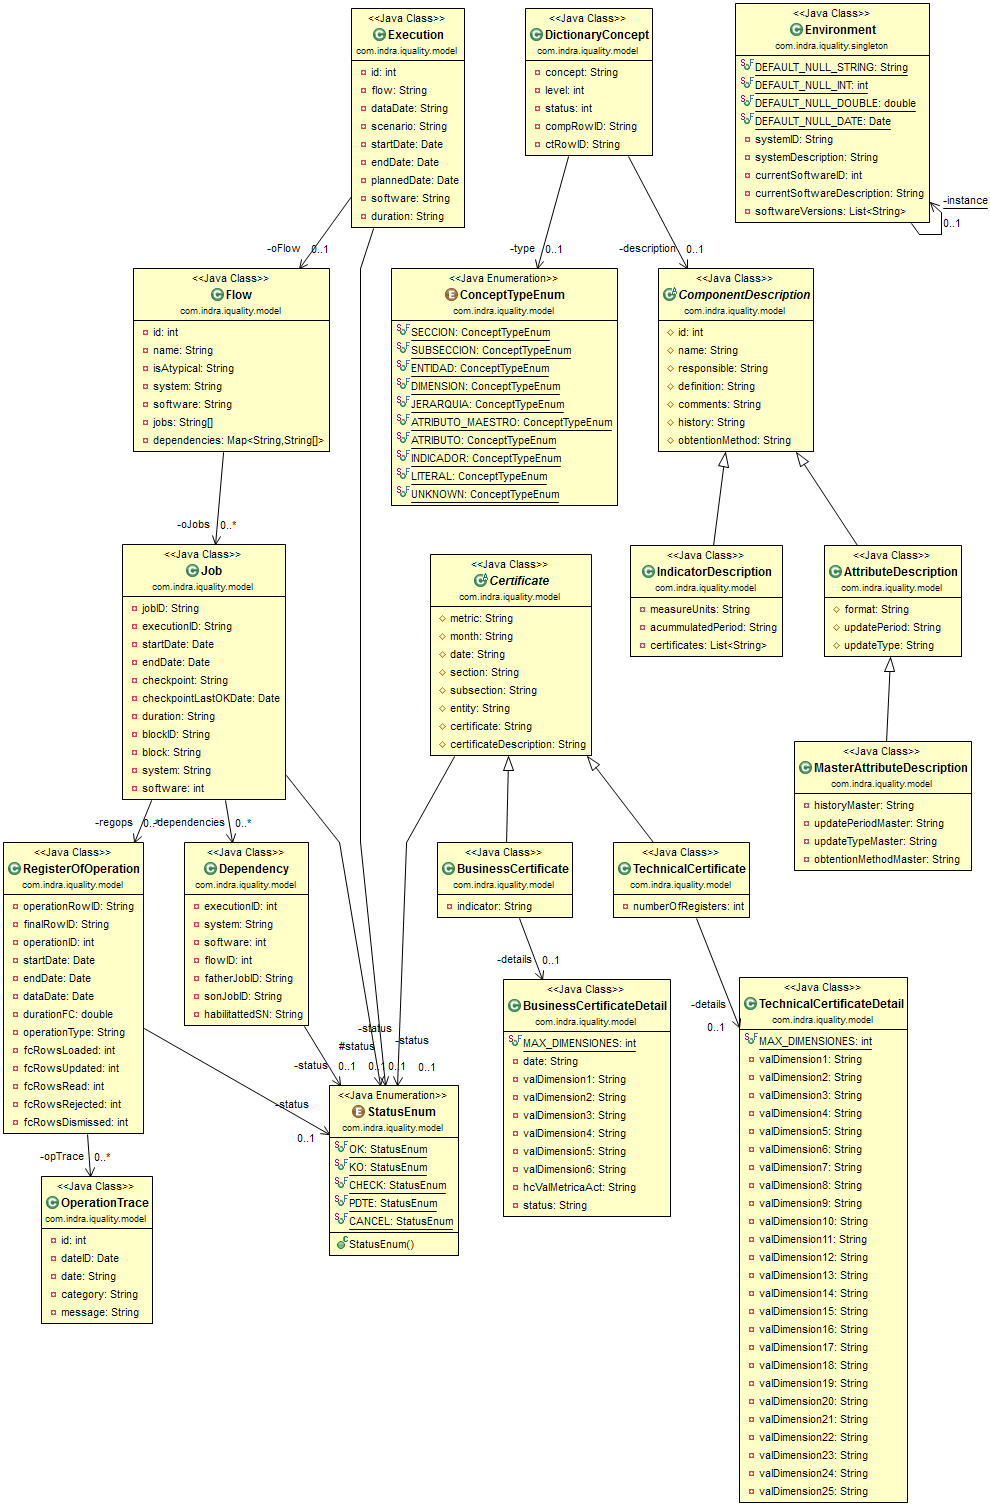 <<Java Class>>
Execution
com.indra.iquality.model
id: int
flow: String
dataDate: String
scenario: String
startDate: Date
endDate: Date
plannedDate: Date
software: String
duration: String
<<Java Class>>
DictionaryConcept
com.indra.iquality.model
concept: String
level: int
status: int
compRowID: String
ctRowID: String
<<Java Class>>
Environment
com.indra.iquality.singleton
DEFAULT_NULL_STRING: String
DEFAULT_NULL_INT: int
DEFAULT_NULL_DOUBLE: double
DEFAULT_NULL_DATE: Date
systemID: String
systemDescription: String
currentSoftwareID: int
currentSoftwareDescription: String
softwareVersions: List<String>
-instance
0..1
-oFlow 0..1
-type 0..1
-description 0..1
<<Java Class>>
Flow
com.indra.iquality.model
id: int
name: String
isAtypical: String
system: String
software: String
jobs: String[]
dependencies: Map<String,String[]>
<<Java Enumeration>>
ConceptTypeEnum
com.indra.iquality.model
SECCION: ConceptTypeEnum
SUBSECCION: ConceptTypeEnum
ENTIDAD: ConceptTypeEnum
DIMENSION: ConceptTypeEnum
JERARQUIA: ConceptTypeEnum
ATRIBUTO_MAESTRO: ConceptTypeEnum
ATRIBUTO: ConceptTypeEnum
INDICADOR: ConceptTypeEnum
LITERAL: ConceptTypeEnum
UNKNOWN: ConceptTypeEnum
<<Java Class>>
ComponentDescription
com.indra.iquality.model
id: int
name: String
responsible: String
definition: String
comments: String
history: String
obtentionMethod: String
-oJobs 0..*
<<Java Class>>
Job
com.indra.iquality.model
jobID: String
executionID: String
startDate: Date
endDate: Date
checkpoint: String
checkpointLastOKDate: Date
duration: String
blockID: String
block: String
system: String
software: int
<<Java Class>>
Certificate
com.indra.iquality.model
metric: String
month: String
date: String
section: String
subsection: String
entity: String
certificate: String
certificateDescription: String
<<Java Class>>
IndicatorDescription
com.indra.iquality.model
measureUnits: String
acummulatedPeriod: String
certificates: List<String>
<<Java Class>>
AttributeDescription
com.indra.iquality.model
format: String
updatePeriod: String
updateType: String
<<Java Class>>
MasterAttributeDescription
com.indra.iquality.model
historyMaster: String
updatePeriodMaster: String
updateTypeMaster: String
obtentionMethodMaster: String
-regops 0..*
-dependencies 0..*
<<Java Class>>
RegisterOfOperation
com.indra.iquality.model
operationRowID: String
finalRowID: String
operationID: int
startDate: Date
endDate: Date
dataDate: Date
durationFC: double
operationType: String
fcRowsLoaded: int
fcRowsUpdated: int
fcRowsRead: int
fcRowsRejected: int
fcRowsDismissed: int
<<Java Class>>
Dependency
com.indra.iquality.model
executionID: int
system: String
software: int
flowID: int
fatherJobID: String
sonJobID: String
habilitattedSN: String
<<Java Class>>
BusinessCertificate
com.indra.iquality.model
indicator: String
<<Java Class>>
TechnicalCertificate
com.indra.iquality.model
numberOfRegisters: int
-details 0..1
-details
0..1
-status
#status
-status
-status 0..1 0..1 0..1 0..1
-status
0..1
<<Java Class>>
BusinessCertificateDetail
com.indra.iquality.model
MAX_DIMENSIONES: int
date: String
valDimension1: String
valDimension2: String
valDimension3: String
valDimension4: String
valDimension5: String
valDimension6: String
hcValMetricaAct: String
status: String
<<Java Class>>
TechnicalCertificateDetail
com.indra.iquality.model
MAX_DIMENSIONES: int
valDimension1: String
valDimension2: String
valDimension3: String
valDimension4: String
valDimension5: String
valDimension6: String
valDimension7: String
valDimension8: String
valDimension9: String
valDimension10: String
valDimension11: String
valDimension12: String
valDimension13: String
valDimension14: String
valDimension15: String
valDimension16: String
valDimension17: String
valDimension18: String
valDimension19: String
valDimension20: String
valDimension21: String
valDimension22: String
valDimension23: String
valDimension24: String
valDimension25: String
<<Java Enumeration>>
StatusEnum
com.indra.iquality.model
OK: StatusEnum
KO: StatusEnum
CHECK: StatusEnum
PDTE: StatusEnum
CANCEL: StatusEnum
StatusEnum()
-opTrace 0..*
<<Java Class>>
OperationTrace
com.indra.iquality.model
id: int
dateID: Date
date: String
category: String
message: String